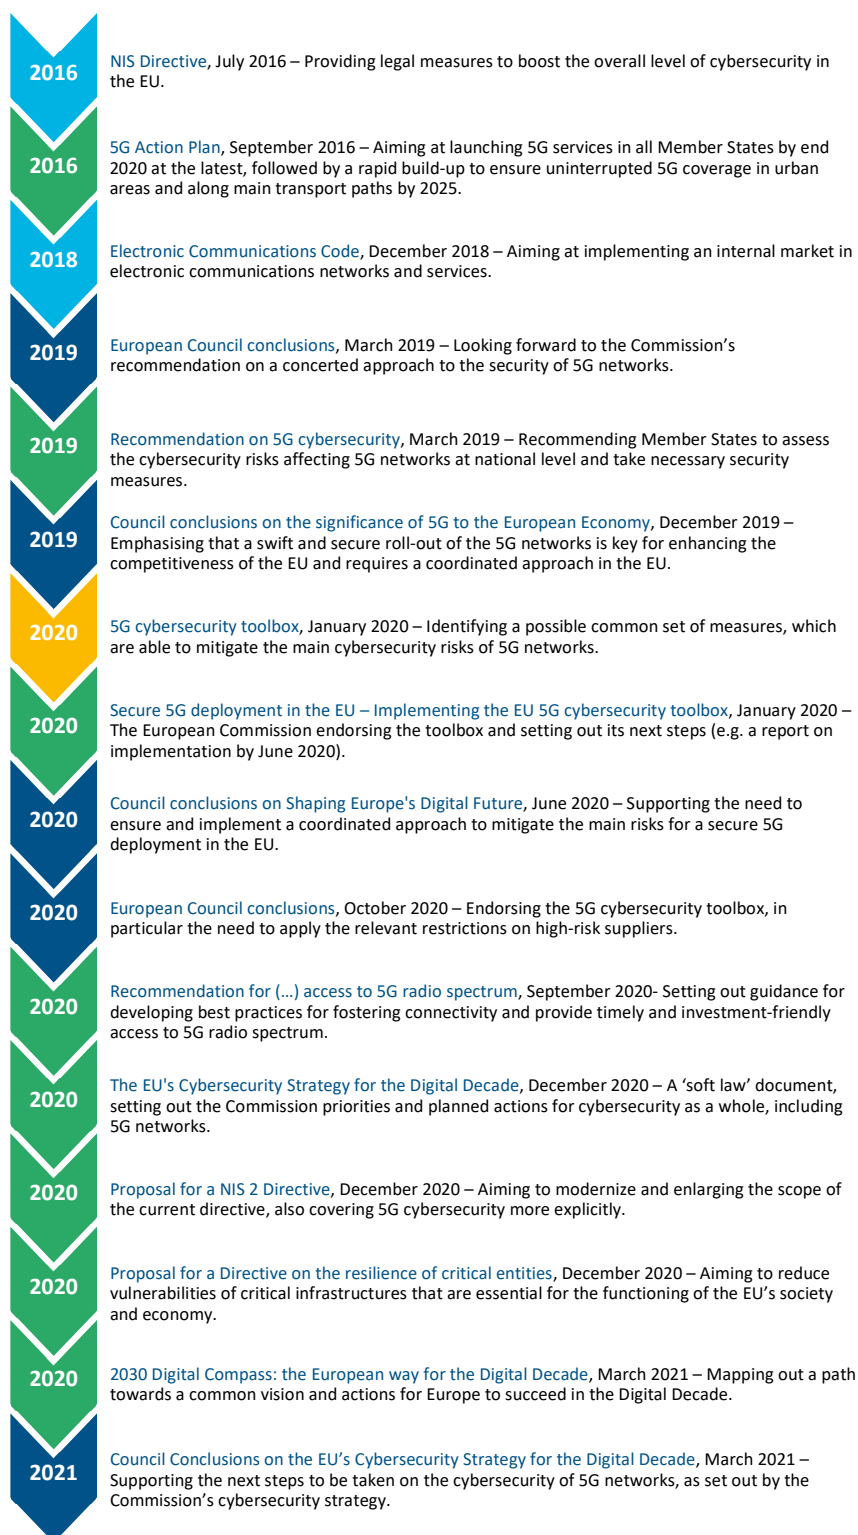 2016
NIS Directive, July 2016 – Providing legal measures to boost the overall level of cybersecurity in
the EU.
2016
5G Action Plan, September 2016 – Aiming at launching 5G services in all Member States by end
2020 at the latest, followed by a rapid build-up to ensure uninterrupted 5G coverage in urban
areas and along main transport paths by 2025.
2018
Electronic Communications Code, December 2018 – Aiming at implementing an internal market in
electronic communications networks and services.
2019
European Council conclusions, March 2019 – Looking forward to the Commission’s
recommendation on a concerted approach to the security of 5G networks.
2019
Recommendation on 5G cybersecurity, March 2019 – Recommending Member States to assess
the cybersecurity risks affecting 5G networks at national level and take necessary security
measures.
2019
Council conclusions on the significance of 5G to the European Economy, December 2019 –
Emphasising that a swift and secure roll-out of the 5G networks is key for enhancing the
competitiveness of the EU and requires a coordinated approach in the EU.
2020
5G cybersecurity toolbox, January 2020 – Identifying a possible common set of measures, which
are able to mitigate the main cybersecurity risks of 5G networks.
2020
Secure 5G deployment in the EU – Implementing the EU 5G cybersecurity toolbox, January 2020 –
The European Commission endorsing the toolbox and setting out its next steps (e.g. a report on
implementation by June 2020).
2020
Council conclusions on Shaping Europe's Digital Future, June 2020 – Supporting the need to
ensure and implement a coordinated approach to mitigate the main risks for a secure 5G
deployment in the EU.
2020
European Council conclusions, October 2020 – Endorsing the 5G cybersecurity toolbox, in
particular the need to apply the relevant restrictions on high-risk suppliers.
2020
Recommendation for (…) access to 5G radio spectrum, September 2020- Setting out guidance for
developing best practices for fostering connectivity and provide timely and investment-friendly
access to 5G radio spectrum.
2020
The EU's Cybersecurity Strategy for the Digital Decade, December 2020 – A ‘soft law’ document,
setting out the Commission priorities and planned actions for cybersecurity as a whole, including
5G networks.
2020
Proposal for a NIS 2 Directive, December 2020 – Aiming to modernize and enlarging the scope of
the current directive, also covering 5G cybersecurity more explicitly.
2020
Proposal for a Directive on the resilience of critical entities, December 2020 – Aiming to reduce
vulnerabilities of critical infrastructures that are essential for the functioning of the EU’s society
and economy.
2020
2030 Digital Compass: the European way for the Digital Decade, March 2021 – Mapping out a path
towards a common vision and actions for Europe to succeed in the Digital Decade.
2021
Council Conclusions on the EU’s Cybersecurity Strategy for the Digital Decade, March 2021 –
Supporting the next steps to be taken on the cybersecurity of 5G networks, as set out by the
Commission’s cybersecurity strategy.